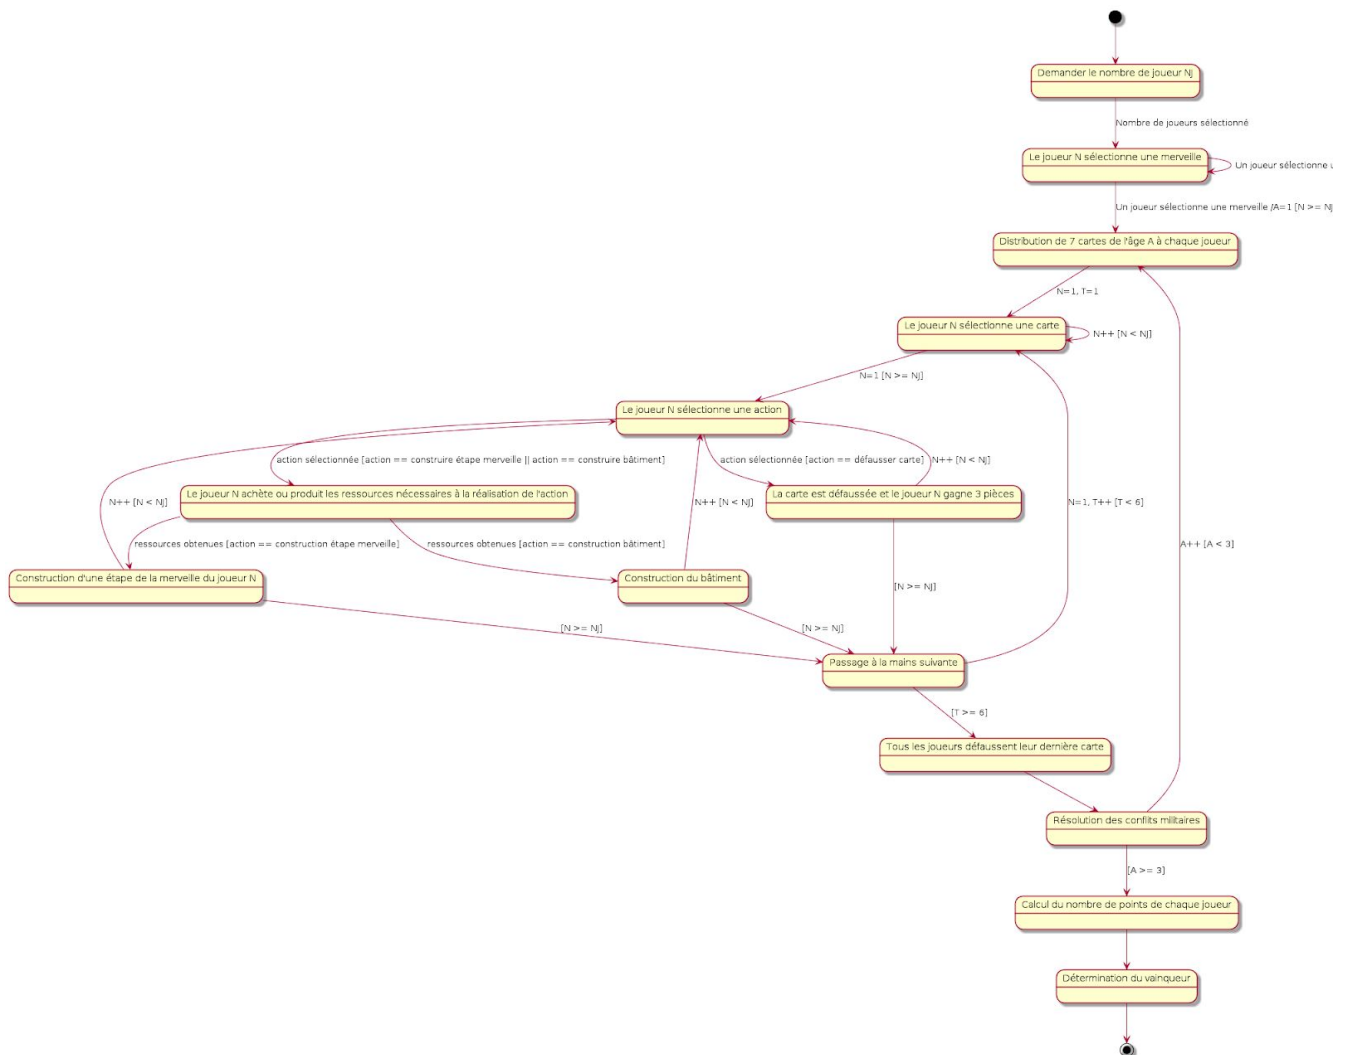 Demander le nombre de joueur NJ
Nombre de joueurs sélectionné
Le joueur N sélectionne une merveille
Un joueur sélectionne
Un joueur sélectionne une merveille /A=1 [N >= NJ
Distribution de 7 cartes de l'âge A à chaque joueur
N=1, T=1
Le joueur N sélectionne une carte
N++ [N < NJ]
N=1 [N >= NJ]
Le joueur N sélectionne une action
action sélectionnée [action == construire étape merveille || action == construire bâtiment]
action sélectionnée [action == défausser carte]
N++ [N < NJ]
Le joueur N achète ou produit les ressources nécessaires à la réalisation de l'action
La carte est défaussée et le joueur N gagne 3 pièces
N++ [N < NJ]
N++ [N < NJ]
N=1, T++ [T < 6]
ressources obtenues [action == construction étape merveille]
ressources obtenues [action == construction bâtiment]
A++ [A < 3]
Construction d'une étape de la merveille du joueur N
Construction du bâtiment
[N >= NJ]
[N >= NJ]
[N >= NJ]
Passage à la mains suivante
[T >= 6]
Tous les joueurs défaussent leur dernière carte
Résolution des conflits militaires
[A >= 3]
Calcul du nombre de points de chaque joueur
Détermination du vainqueur